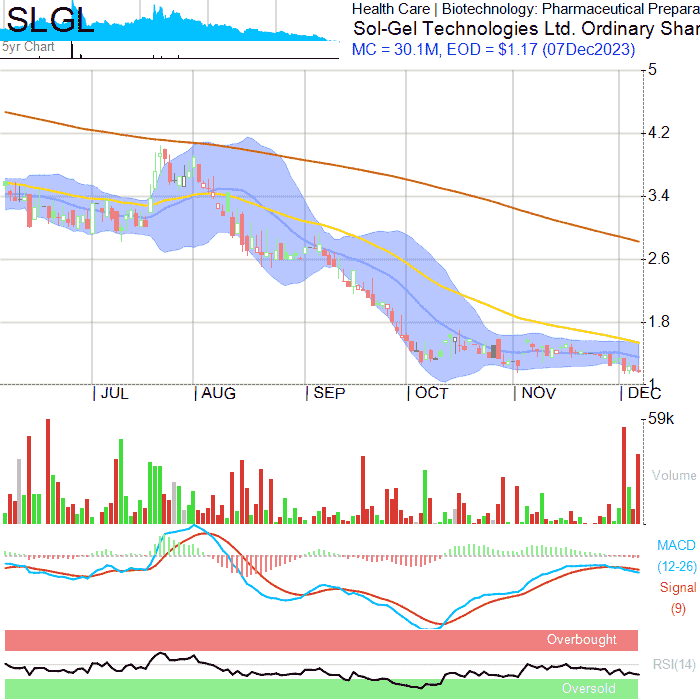 SLGL
5yr Chart
Health Care | Biotechnology: Pharmaceutical Prepara
Sol-Gel Technologies Ltd. Ordinary Shar
MC = 30.1M, EOD = $1.17 (07Dec2023)
5
4.2
3.4
2.6
1.8
1
JUL AUG SEP OCT NOV DEC
59k
Volume
MACD
(12-26)
Signal
(9)
Overbought
RSI(14)
Oversold